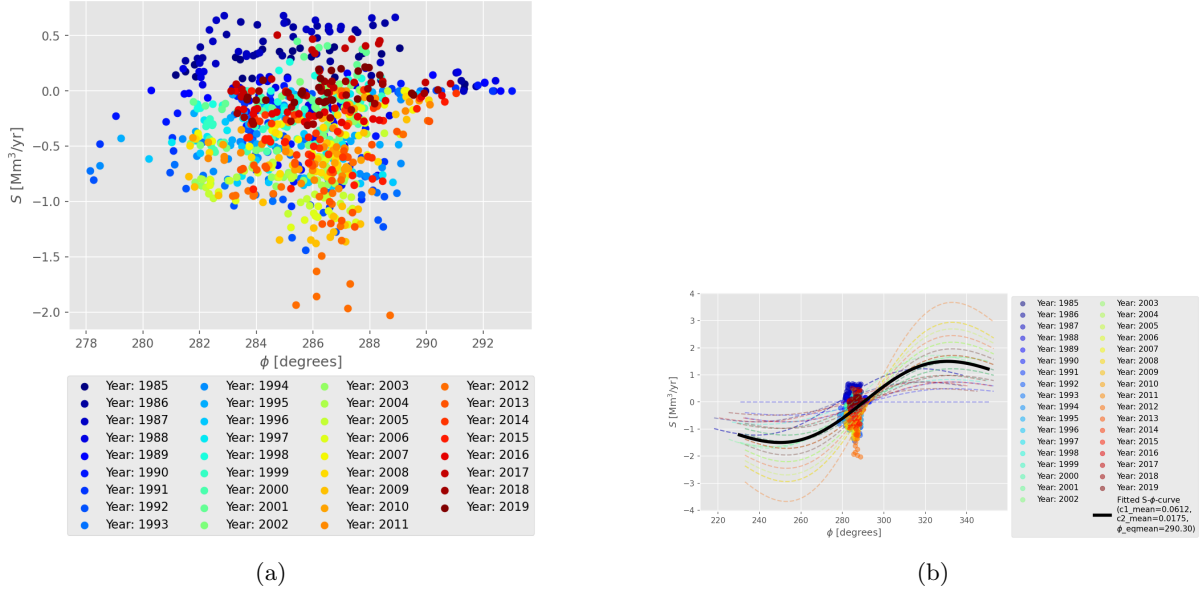 0.5
0.0
−0.5
−1.0
−1.5
−2.0
S [Mm³/yr]
278 280 282 284 286 288 290 292
ϕ [degrees]
Year: 1985 Year: 1994 Year: 2003 Year: 2012
Year: 1986 Year: 1995 Year: 2004 Year: 2013
Year: 1987 Year: 1996 Year: 2005 Year: 2014
Year: 1988 Year: 1997 Year: 2006 Year: 2015
Year: 1989 Year: 1998 Year: 2007 Year: 2016
Year: 1990 Year: 1999 Year: 2008 Year: 2017
Year: 1991 Year: 2000 Year: 2009 Year: 2018
Year: 1992 Year: 2001 Year: 2010 Year: 2019
Year: 1993 Year: 2002 Year: 2011
(a)
4
3
2
1
0
−1
−2
−3
−4
S [Mm³/yr]
220 240 260 280 300 320 340
ϕ [degrees]
Year: 1985 Year: 2003
Year: 1986 Year: 2004
Year: 1987 Year: 2005
Year: 1988 Year: 2006
Year: 1989 Year: 2007
Year: 1990 Year: 2008
Year: 1991 Year: 2009
Year: 1992 Year: 2010
Year: 1993 Year: 2011
Year: 1994 Year: 2012
Year: 1995 Year: 2013
Year: 1996 Year: 2014
Year: 1997 Year: 2015
Year: 1998 Year: 2016
Year: 1999 Year: 2017
Year: 2000 Year: 2018
Year: 2001 Year: 2019
Year: 2002 Fitted S-ϕ-curve
(c1_mean=0.0612,
c2_mean=0.0175,
ϕ_eqmean=290.30)
(b)